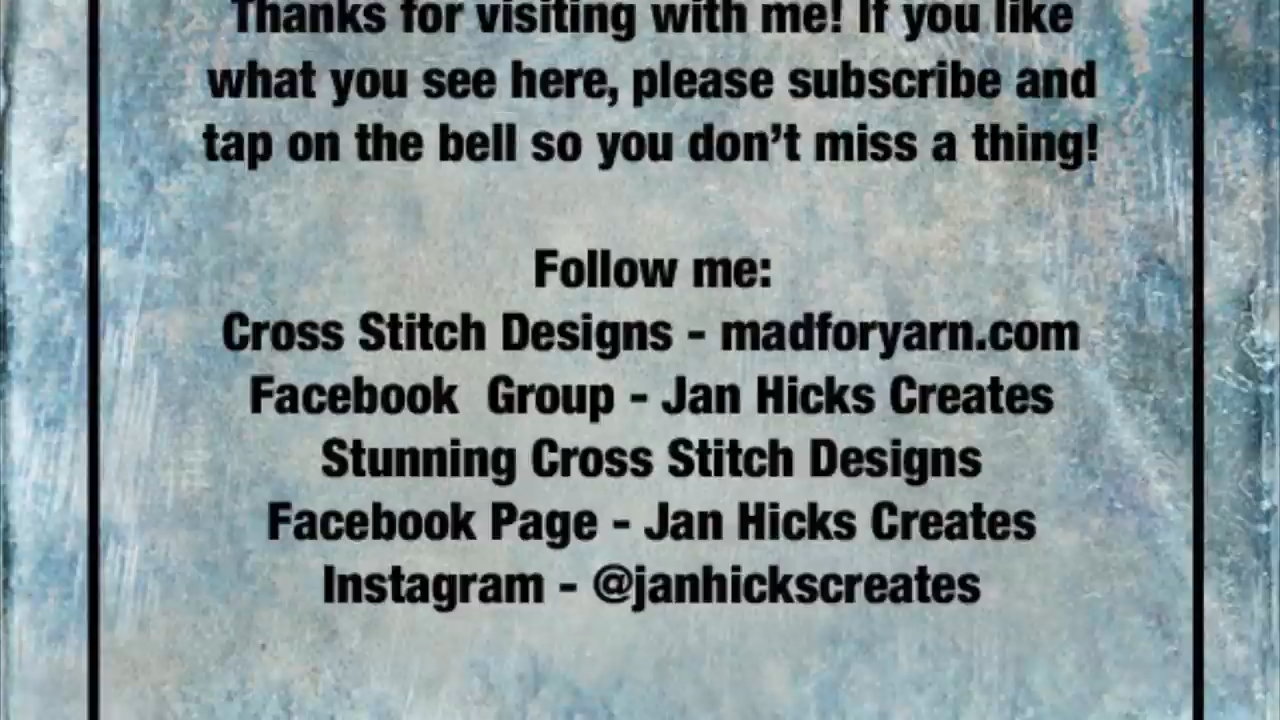 Thanks for visiting with me! If you like
what you see here, please subscribe and
tap on the bell so you don’t miss a thing!
Follow me:
Cross Stitch Designs - madforyarn.com
Facebook  Group - Jan Hicks Creates
Stunning Cross Stitch Designs
Facebook Page - Jan Hicks Creates
Instagram - @janhickscreates